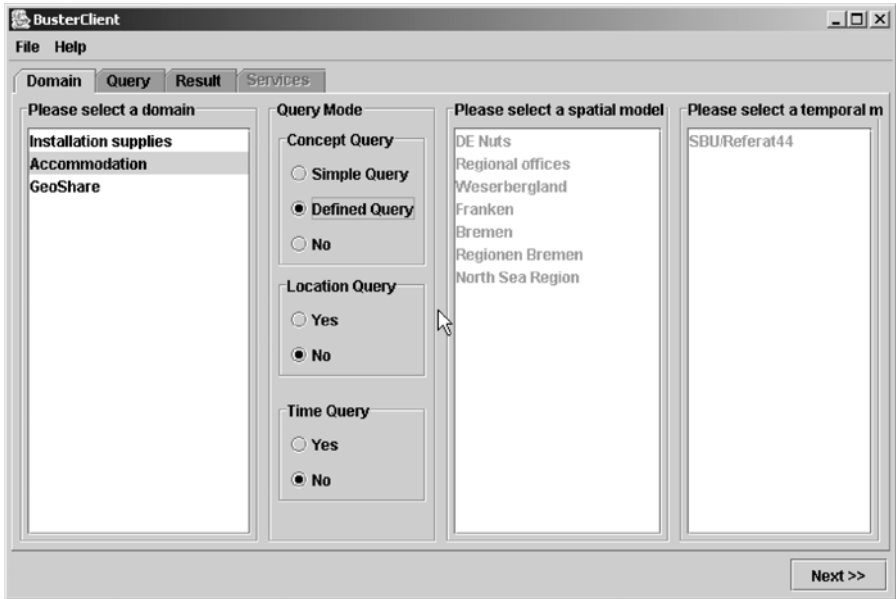 BusterClient
File Help
Domain Query Result Services
Please select a domain
Installation supplies
Accommodation
GeoShare
Query Mode
Concept Query
Simple Query
Defined Query
No
Location Query
Yes
No
Time Query
Yes
No
Please select a spatial model
DE Nuts
Regional offices
Weserbergland
Franken
Bremen
Regionen Bremen
North Sea Region
Please select a temporal m
SBU/Referat44
Next >>